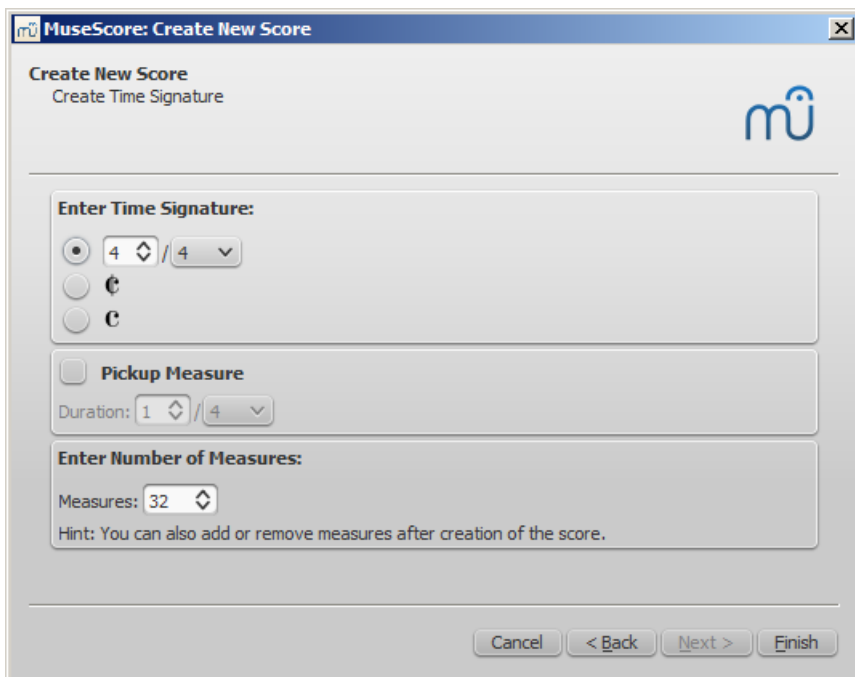 mü MuseScore: Create New Score
Create New Score
Create Time Signature
mü
Enter Time Signature:
4 / 4
¢
C
Pickup Measure
Duration: 1 / 4
Enter Number of Measures:
Measures: 32
Hint: You can also add or remove measures after creation of the score.
Cancel < Back Next > Finish